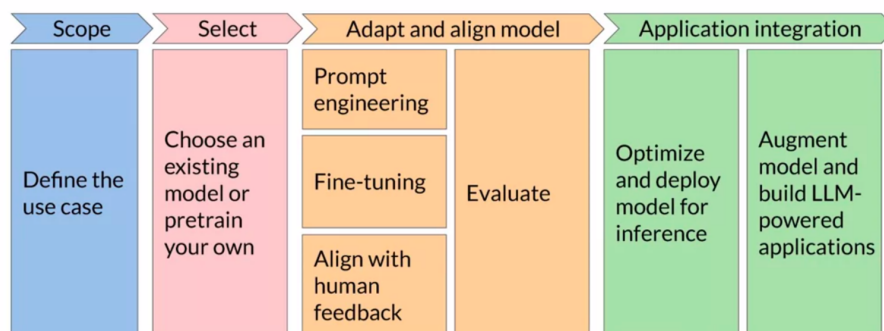 Scope
Select
Adapt and align model
Application integration
Define the
use case
Choose an
existing
model or
pretrain
your own
Prompt
engineering
Fine-tuning
Align with
human
feedback
Evaluate
Optimize
and deploy
model for
inference
Augment
model and
build LLM-
powered
applications